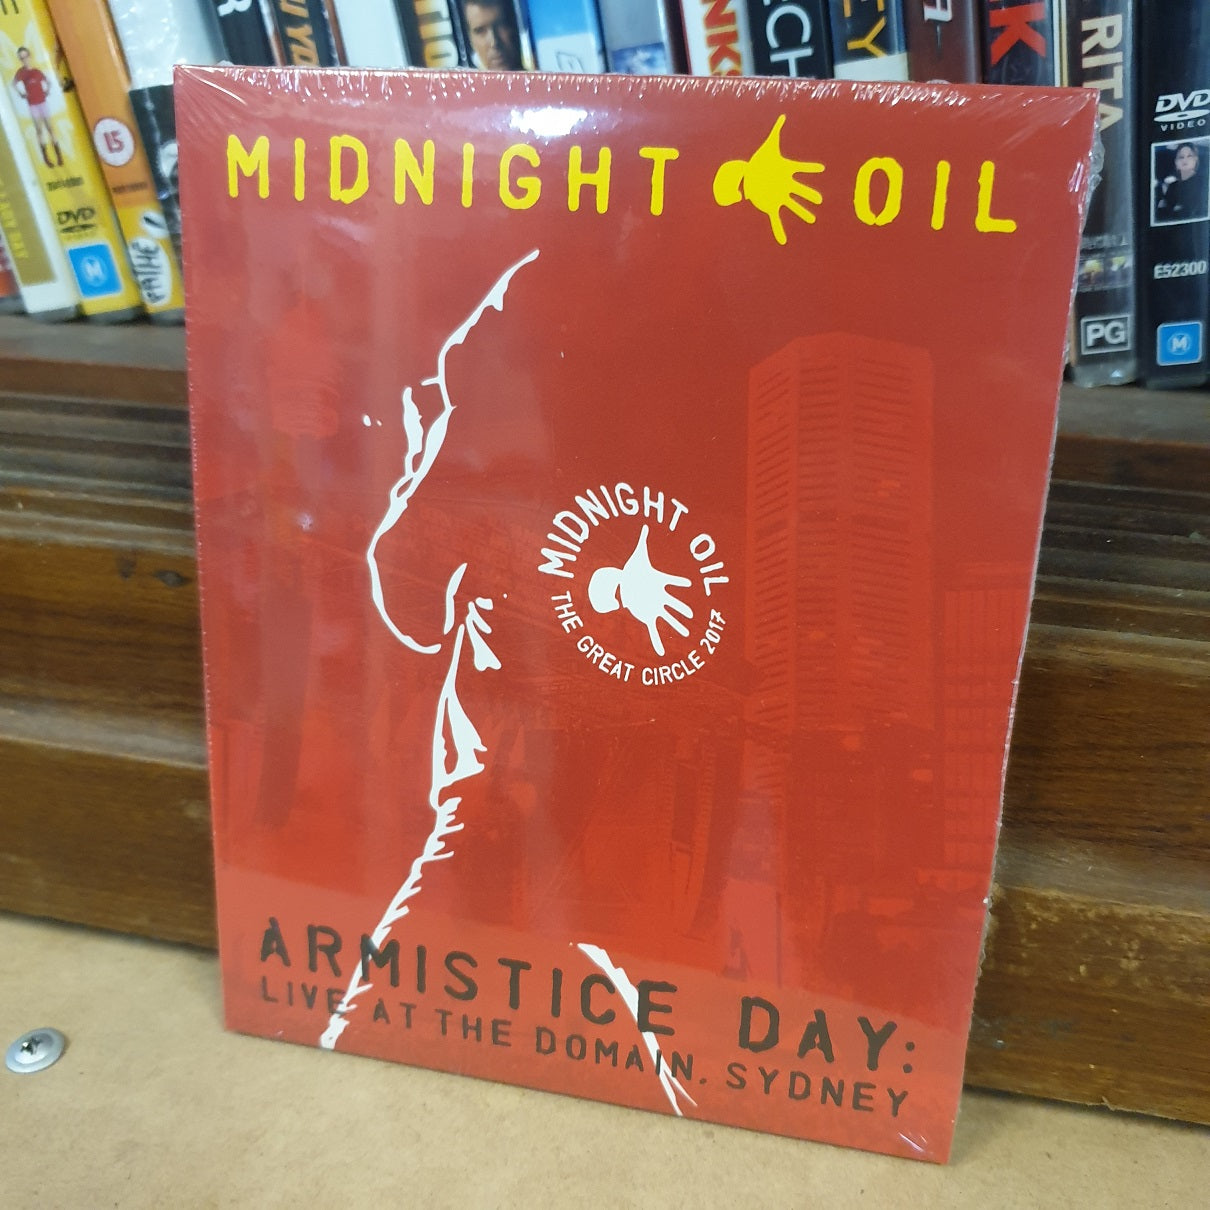 MIDNIGHT OIL
MIDNIGHT OIL
THE GREAT CIRCLE 2017
ARMISTICE DAY:
LIVE AT THE DOMAIN, SYDNEY
15
DVD
M
PATHÉ
RITA
PG
DVD
VIDEO
E52300
M